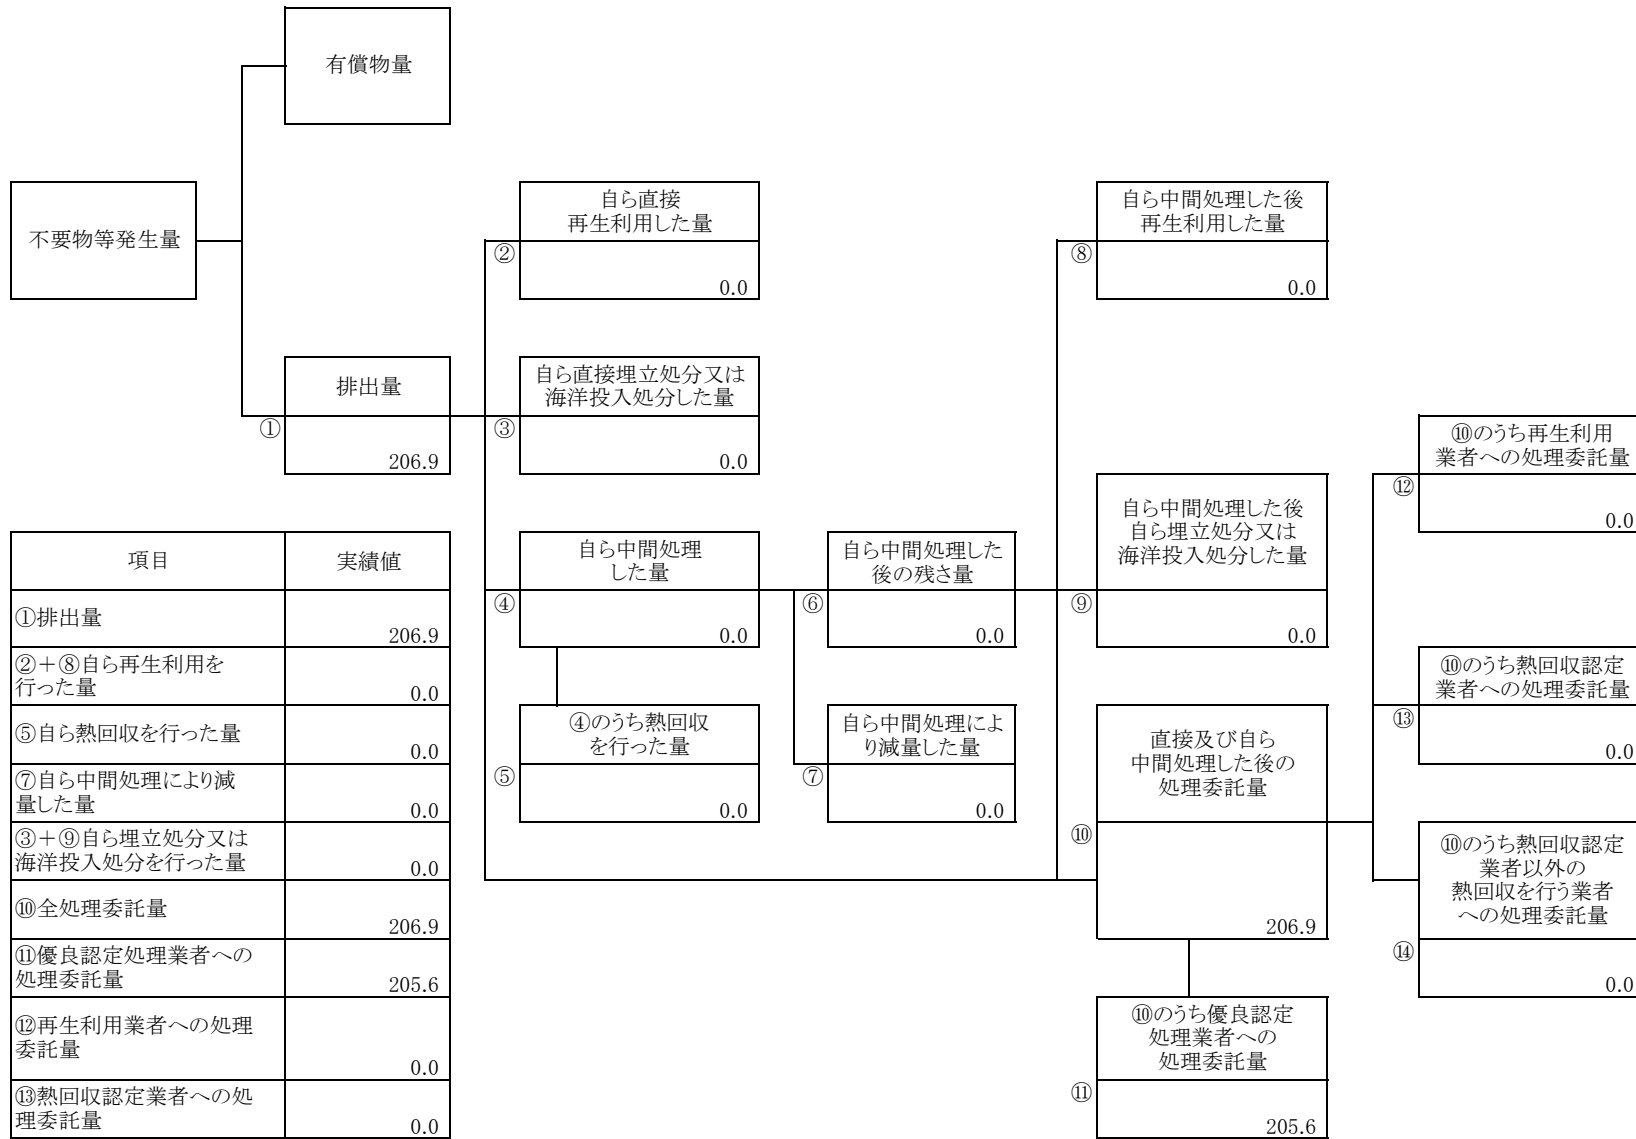 有償物量
不要物等発生量
排出量
①
206.9
自ら直接
再生利用した量
②
0.0
自ら直接埋立処分又は
海洋投入処分した量
③
0.0
自ら中間処理
した量
④
0.0
④のうち熱回収
を行った量
⑤
0.0
自ら中間処理した
後の残さ量
⑥
0.0
自ら中間処理によ
り減量した量
⑦
0.0
自ら中間処理した後
再生利用した量
⑧
0.0
自ら中間処理した後
自ら埋立処分又は
海洋投入処分した量
⑨
0.0
直接及び自ら
中間処理した後の
処理委託量
⑩
206.9
⑩のうち優良認定
処理業者への
処理委託量
⑪
205.6
⑩のうち再生利用
業者への処理委託量
⑫
0.0
⑩のうち熱回収認定
業者への処理委託量
⑬
0.0
⑩のうち熱回収認定
業者以外の
熱回収を行う業者
への処理委託量
⑭
0.0
項目 実績値
①排出量
206.9
②+⑧自ら再生利用を
行った量
0.0
⑤自ら熱回収を行った量
0.0
⑦自ら中間処理により減
量した量
0.0
③+⑨自ら埋立処分又は
海洋投入処分を行った量
0.0
⑩全処理委託量
206.9
⑪優良認定処理業者への
処理委託量
205.6
⑫再生利用業者への処理
委託量
0.0
⑬熱回収認定業者への処
理委託量
0.0